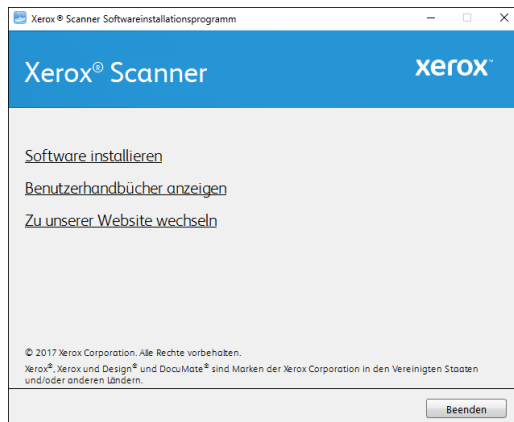 Xerox ® Scanner Softwareinstallationsprogramm
Xerox® Scanner
xerox™
Software installieren
Benutzerhandbücher anzeigen
Zu unserer Website wechseln
© 2017 Xerox Corporation. Alle Rechte vorbehalten.
Xerox®, Xerox und Design® und DocuMate® sind Marken der Xerox Corporation in den Vereinigten Staaten
und/oder anderen Ländern.
Beenden